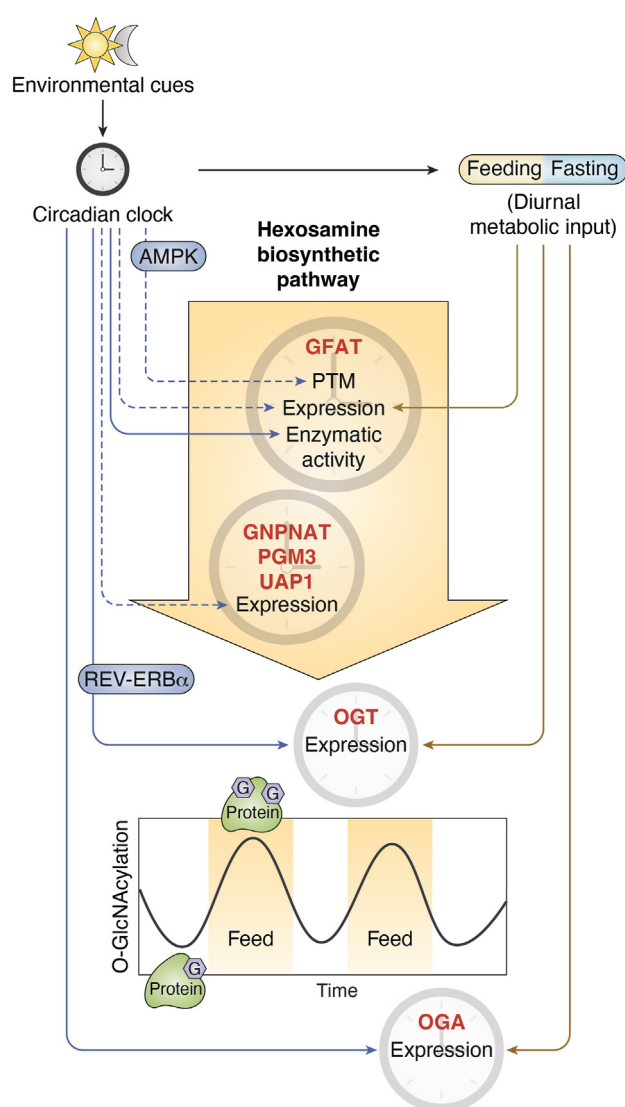 Environmental cues
Circadian clock
Feeding Fasting
(Diurnal
metabolic input)
AMPK
Hexosamine
biosynthetic
pathway
GFAT
PTM
Expression
Enzymatic
activity
GNPNAT
PGM3
UAP1
Expression
REV-ERBα
OGT
Expression
G G
Protein
O-GlcNAcylation
Feed Feed
G
Protein
Time
OGA
Expression